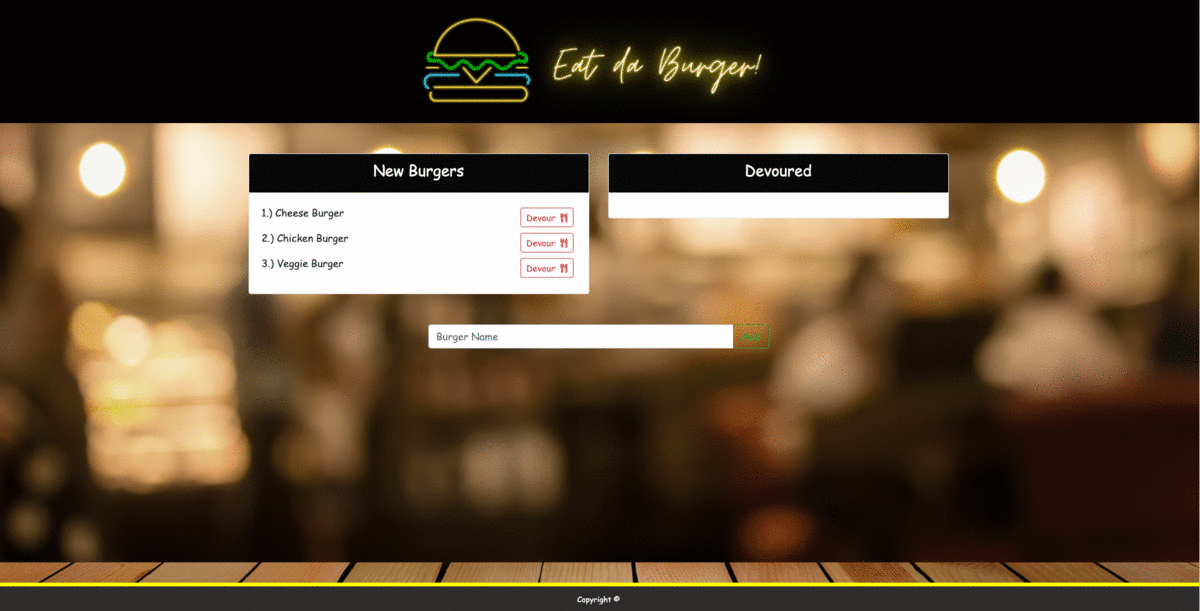 Eat da Burger!
New Burgers
1.) Cheese Burger
Devour
2.) Chicken Burger
Devour
3.) Veggie Burger
Devour
Devoured
Burger Name
Copyright ©